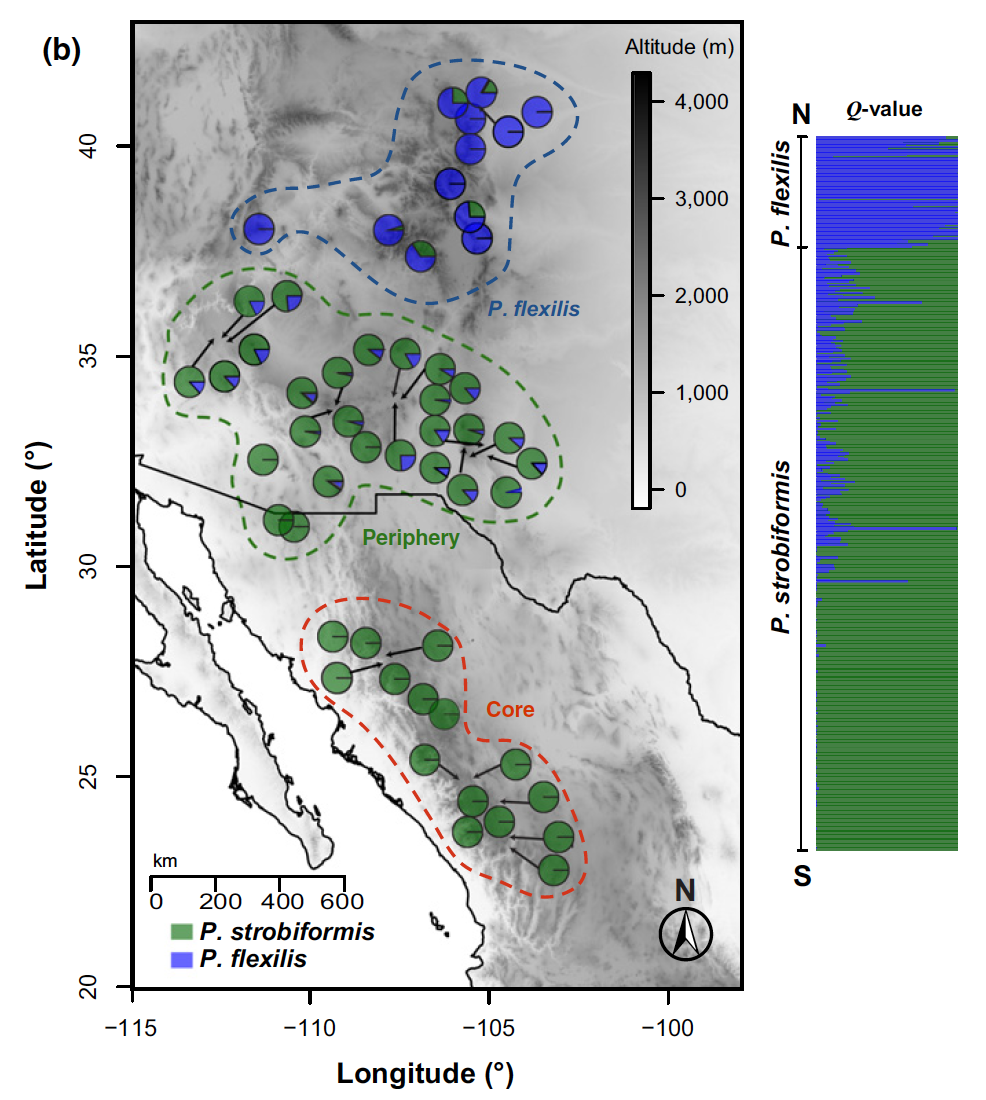 (b)
Altitude (m)
4,000
3,000
2,000
1,000
0
P. flexilis
Periphery
Core
km
0 200 400 600
P. strobiformis
P. flexilis
N
40
35
30
25
20
Latitude (°)
−115 −110 −105 −100
Longitude (°)
N Q-value
P. flexilis
P. strobiformis
S